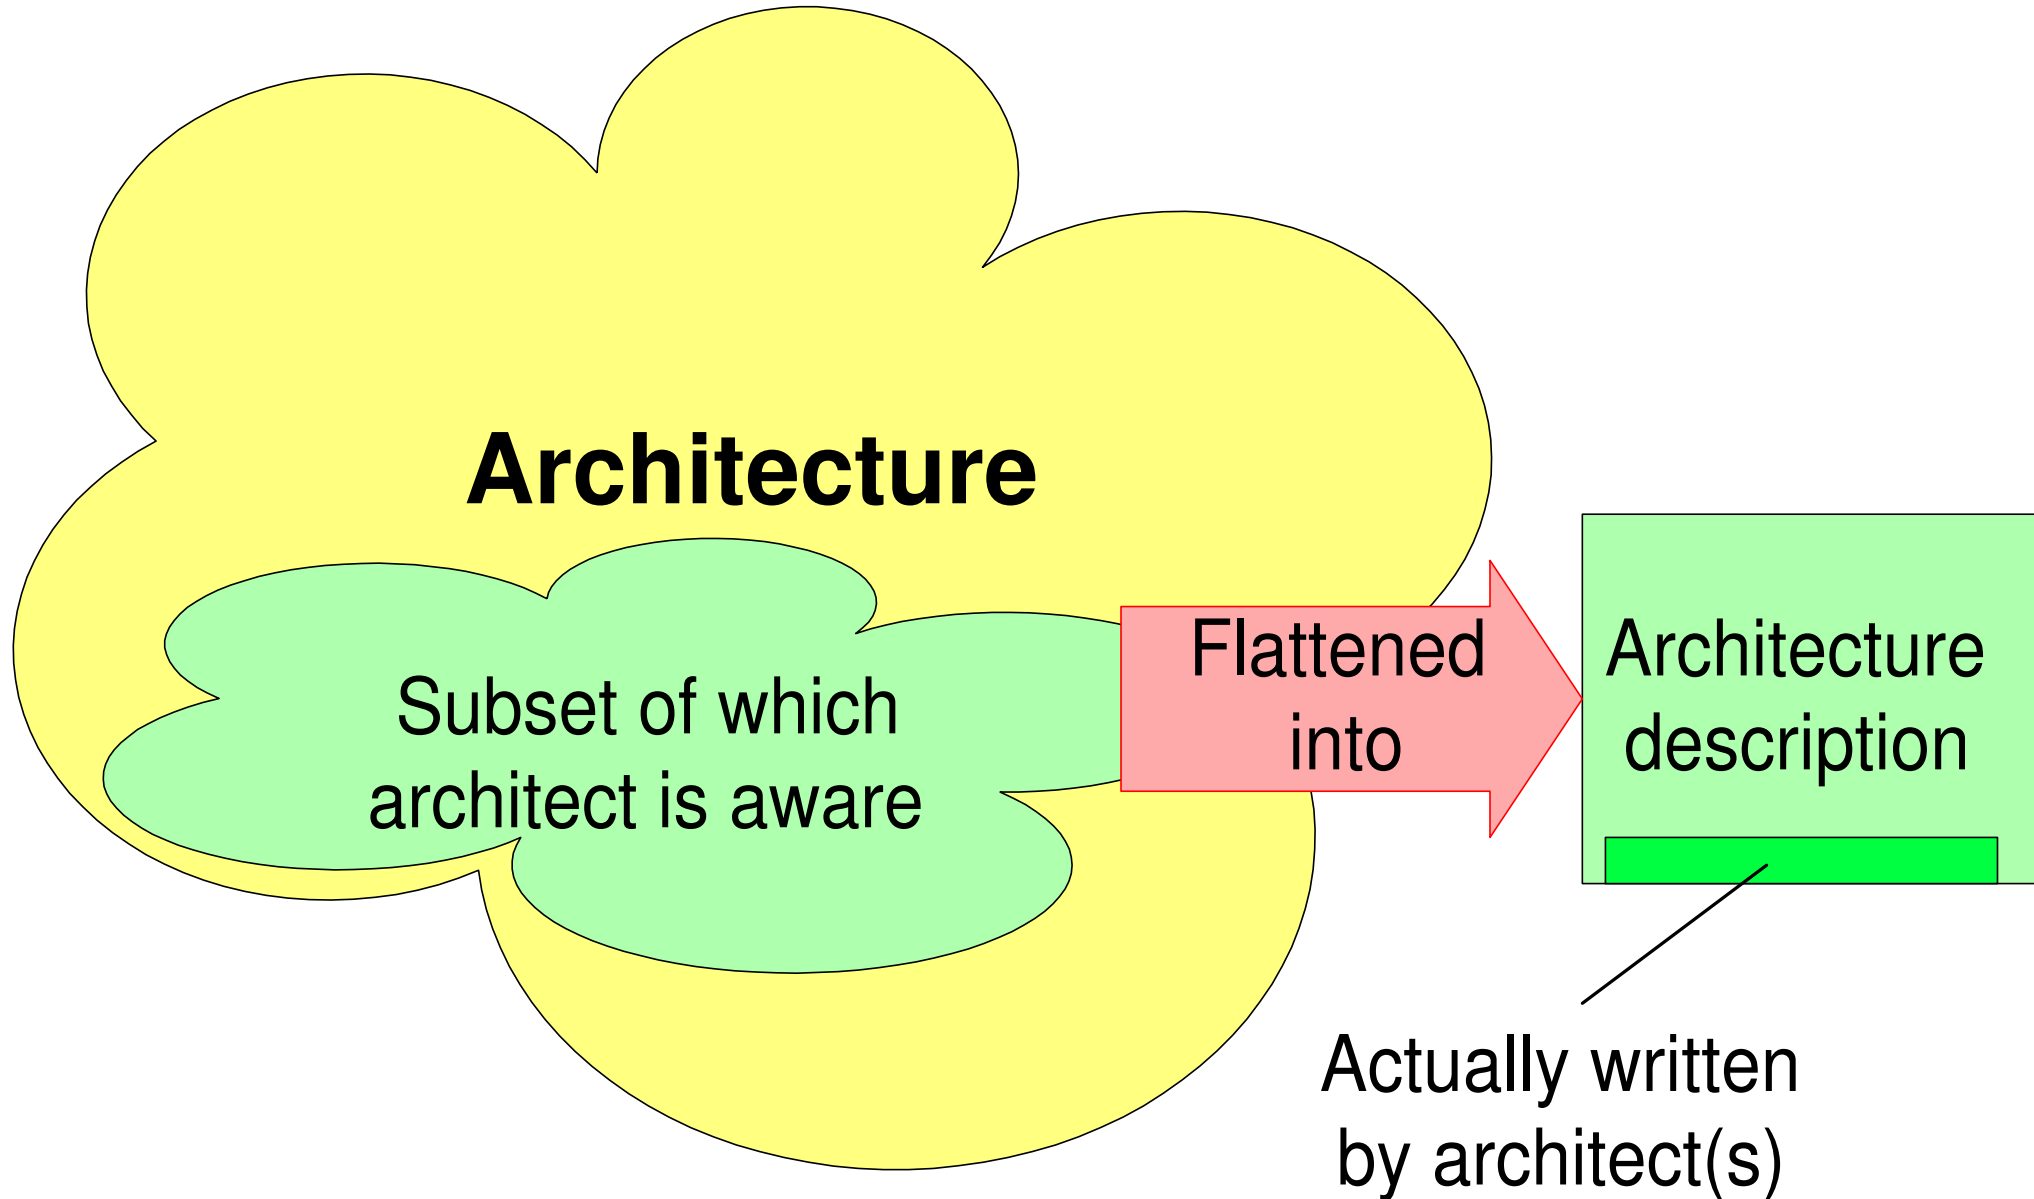 Architecture
Subset of which
architect is aware
Flattened
into
Architecture
description
Actually written
by architect(s)